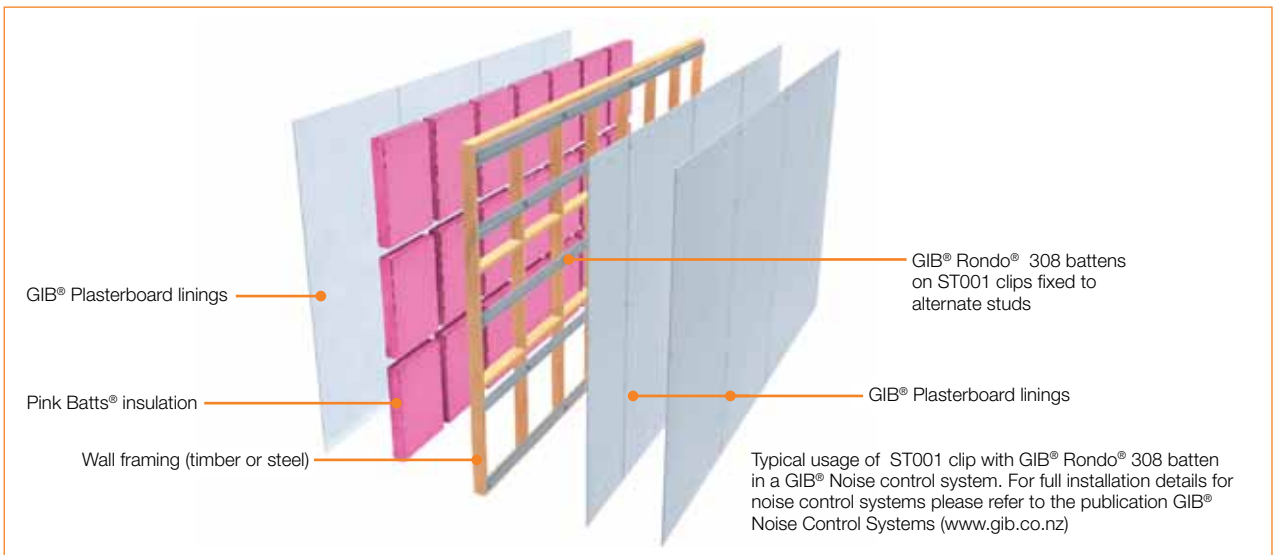 GIB® Plasterboard linings
Pink Batts® insulation
Wall framing (timber or steel)
GIB® Rondo® 308 battens
on ST001 clips fixed to
alternate studs
GIB® Plasterboard linings
Typical usage of ST001 clip with GIB® Rondo® 308 batten
in a GIB® Noise control system. For full installation details for
noise control systems please refer to the publication GIB®
Noise Control Systems (www.gib.co.nz)